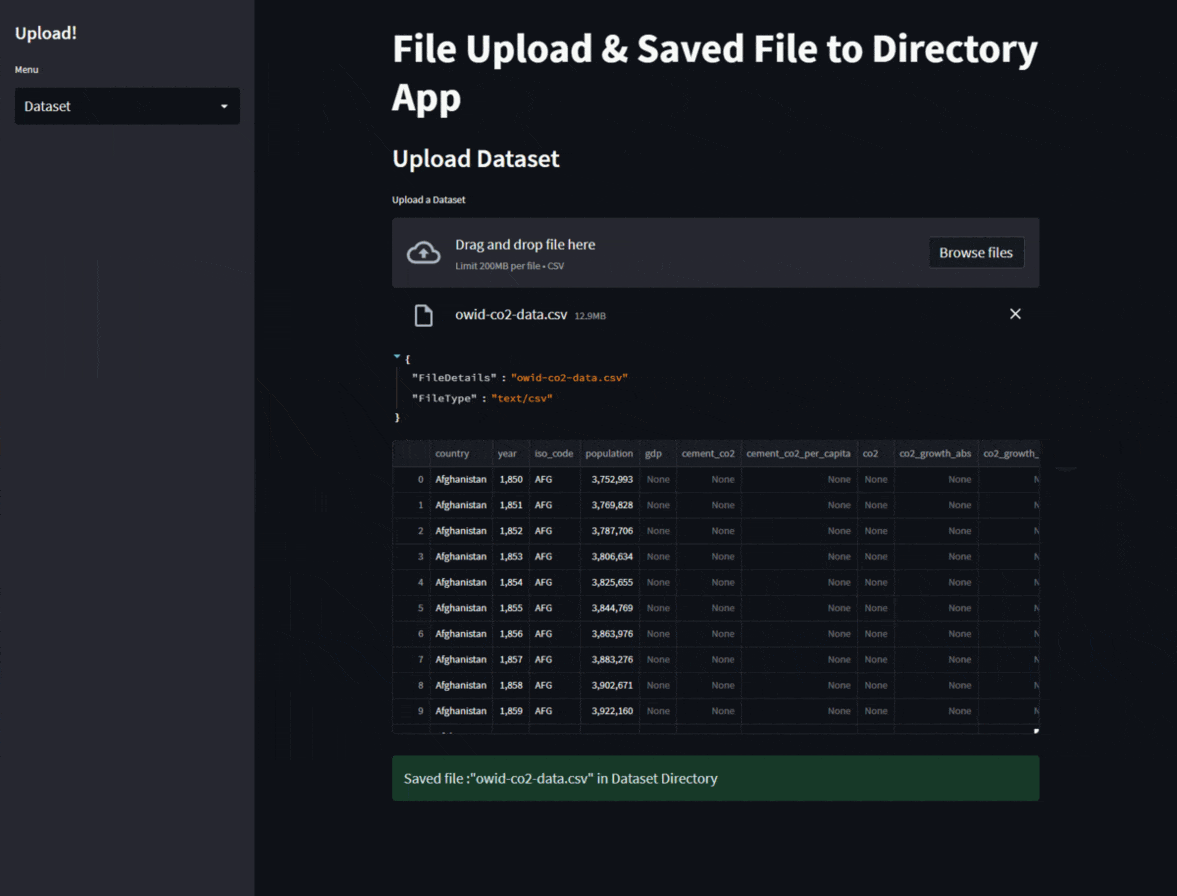 Upload!
Menu
Dataset
File Upload & Saved File to Directory
App
Upload Dataset
Upload a Dataset
Drag and drop file here
Limit 200MB per file • CSV
Browse files
owid-co2-data.csv 12.9MB
{
"FileDetails" : "owid-co2-data.csv"
"FileType" : "text/csv"
}
country year iso_code population gdp cement_co2 cement_co2_per_capita co2 co2_growth_abs co2_growth_
0 Afghanistan 1,850 AFG 3,752,993 None None None None None N
1 Afghanistan 1,851 AFG 3,769,828 None None None None None N
2 Afghanistan 1,852 AFG 3,787,706 None None None None None N
3 Afghanistan 1,853 AFG 3,806,634 None None None None None N
4 Afghanistan 1,854 AFG 3,825,655 None None None None None N
5 Afghanistan 1,855 AFG 3,844,769 None None None None None N
6 Afghanistan 1,856 AFG 3,863,976 None None None None None N
7 Afghanistan 1,857 AFG 3,883,276 None None None None None N
8 Afghanistan 1,858 AFG 3,902,671 None None None None None N
9 Afghanistan 1,859 AFG 3,922,160 None None None None None N
Saved file :"owid-co2-data.csv" in Dataset Directory